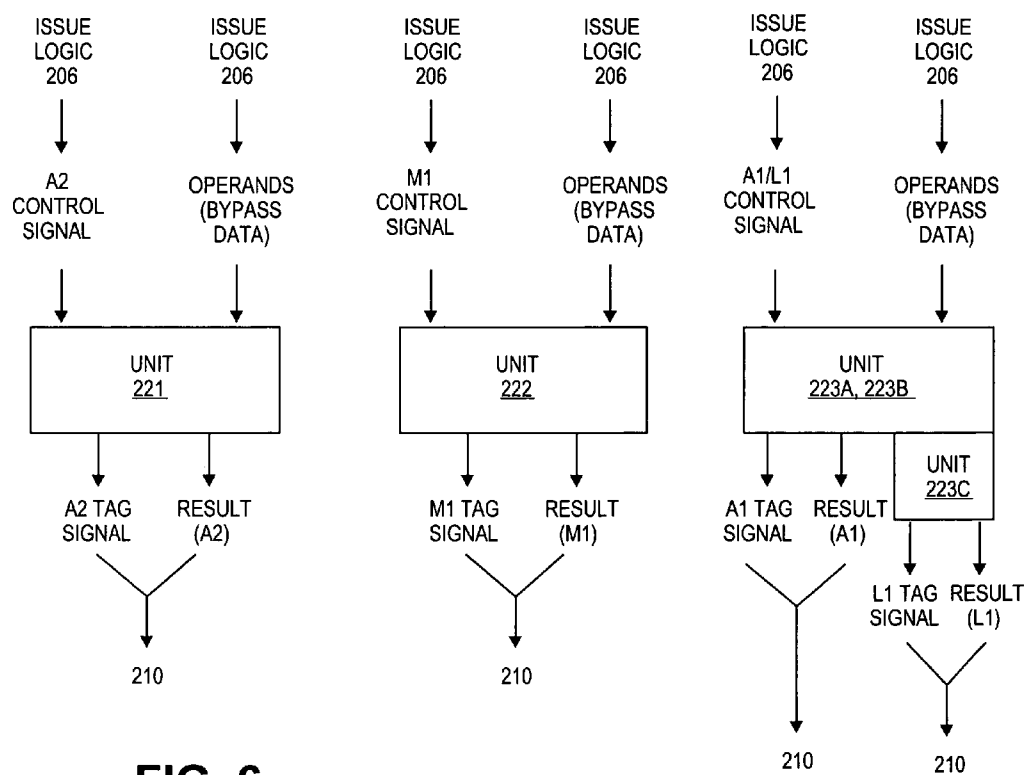 ISSUE
LOGIC
206
ISSUE
LOGIC
206
ISSUE
LOGIC
206
ISSUE
LOGIC
206
ISSUE
LOGIC
206
ISSUE
LOGIC
206
A2
CONTROL
SIGNAL
OPERANDS
(BYPASS
DATA)
M1
CONTROL
SIGNAL
OPERANDS
(BYPASS
DATA)
A1/L1
CONTROL
SIGNAL
OPERANDS
(BYPASS
DATA)
UNIT
221
UNIT
222
UNIT
223A, 223B
UNIT
223C
A2 TAG
SIGNAL
RESULT
(A2)
M1 TAG
SIGNAL
RESULT
(M1)
A1 TAG
SIGNAL
RESULT
(A1)
L1 TAG
SIGNAL
RESULT
(L1)
210
210
210
210
FIG. 6